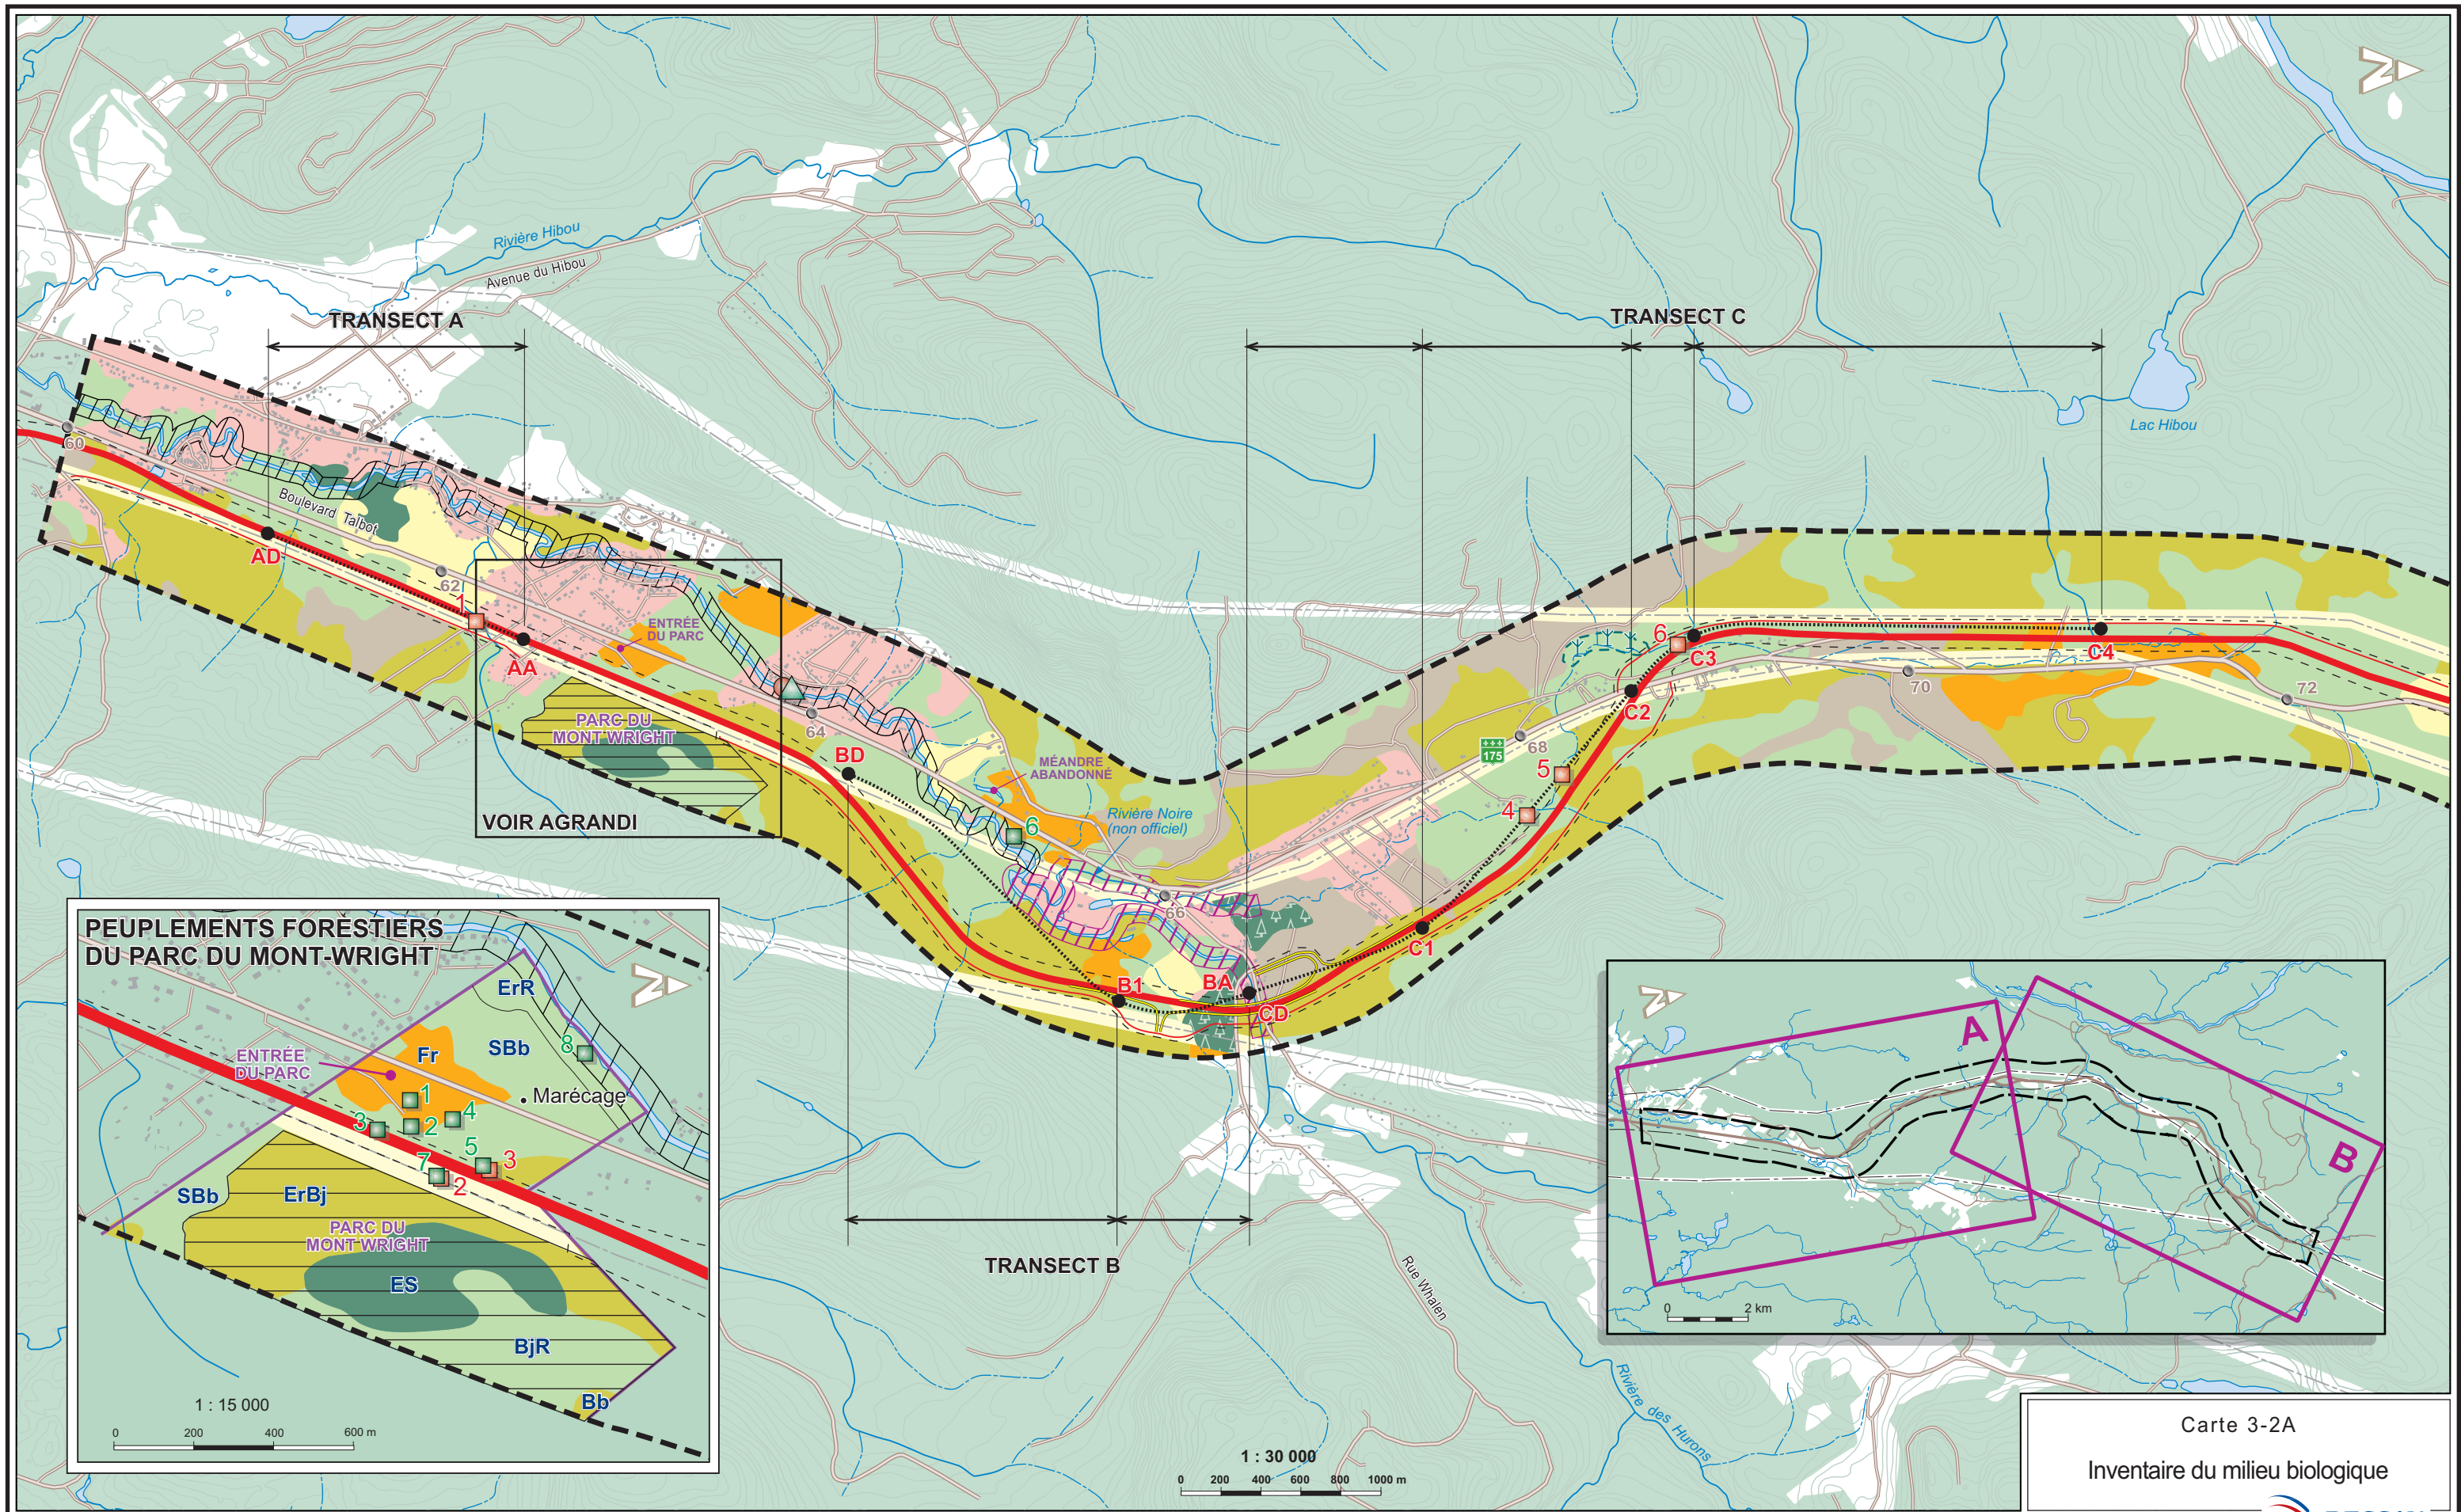 Rivière Hibou
Avenue du Hibou
TRANSECT A
TRANSECT C
Lac Hibou
N
60
Boulevard Talbot
AD
62
1
AA
ENTRÉE
DU PARC
PARC DU
MONT WRIGHT
64
BD
VOIR AGRANDI
MÉANDRE
ABANDONNÉ
6
Rivière Noire
(non officiel)
66
B1
BA
CD
C1
4
5
175
68
C2
6
C3
C4
70
72
TRANSECT B
Rue Whalen
Rivière des Hurons
PEUPLEMENTS FORESTIERS
DU PARC DU MONT-WRIGHT
N
ErR
SBb
8
Fr
ENTRÉE
DU PARC
Marécage
1
4
3
2
5
3
7
2
SBb
ErBj
PARC DU
MONT WRIGHT
ES
BjR
Bb
1 : 15 000
0 200 400 600 m
1 : 30 000
0 200 400 600 800 1000 m
N
A
B
0 2 km
Carte 3-2A
Inventaire du milieu biologique